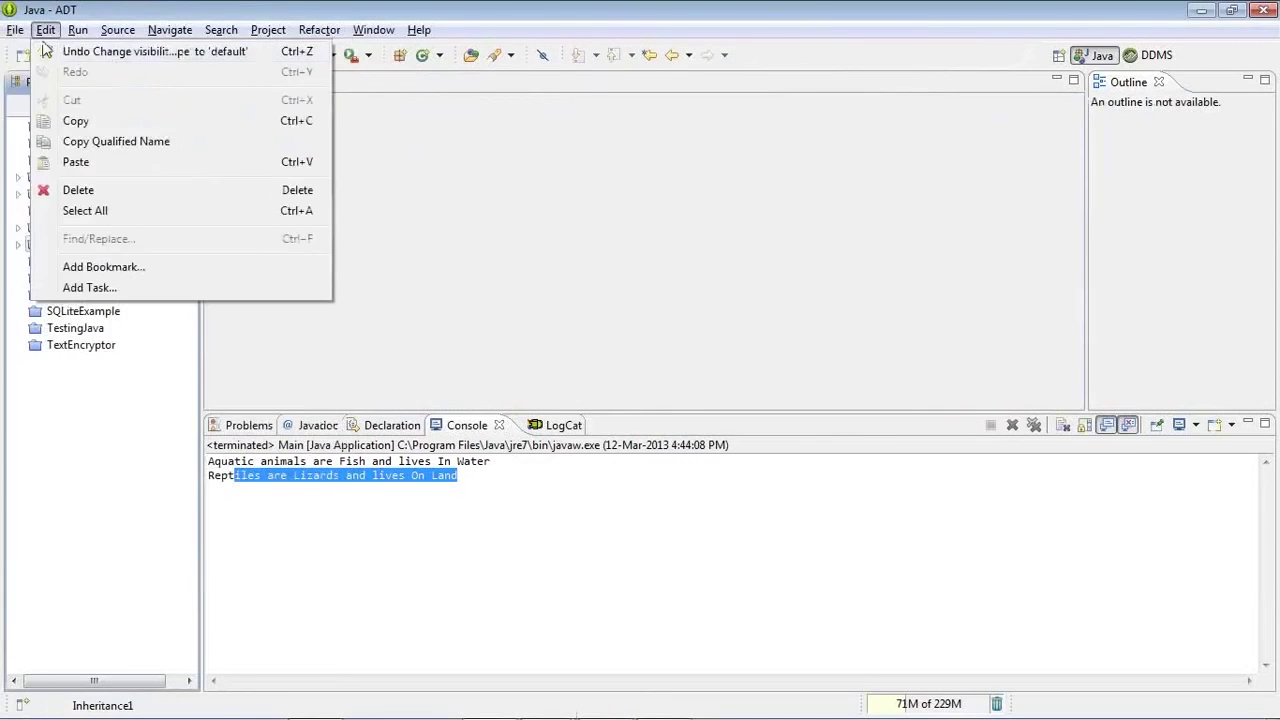 Java - ADT
File Edit Run Source Navigate Search Project Refactor Window Help
Undo Change visibilit...pe to 'default' Ctrl+Z
Redo Ctrl+Y
Cut Ctrl+X
Copy Ctrl+C
Copy Qualified Name
Paste Ctrl+V
Delete Delete
Select All Ctrl+A
Find/Replace... Ctrl+F
Add Bookmark...
Add Task...
Java DDMS
Outline
An outline is not available.
SQLiteExample
TestingJava
TextEncryptor
Problems Javadoc Declaration Console LogCat
<terminated> Main [Java Application] C:\Program Files\Java\jre7\bin\javaw.exe (12-Mar-2013 4:44:08 PM)
Aquatic animals are Fish and lives In Water
Reptiles are Lizards and lives On Land
Inheritance1 71M of 229M